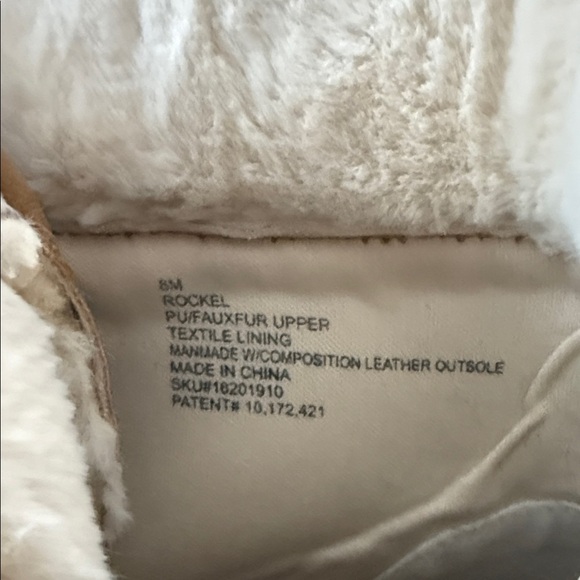 8M
ROCKEL
PU/FAUXFUR UPPER
TEXTILE LINING
MANMADE W/COMPOSITION LEATHER OUTSOLE
MADE IN CHINA
SKU#16201910
PATENT# 10,172,421